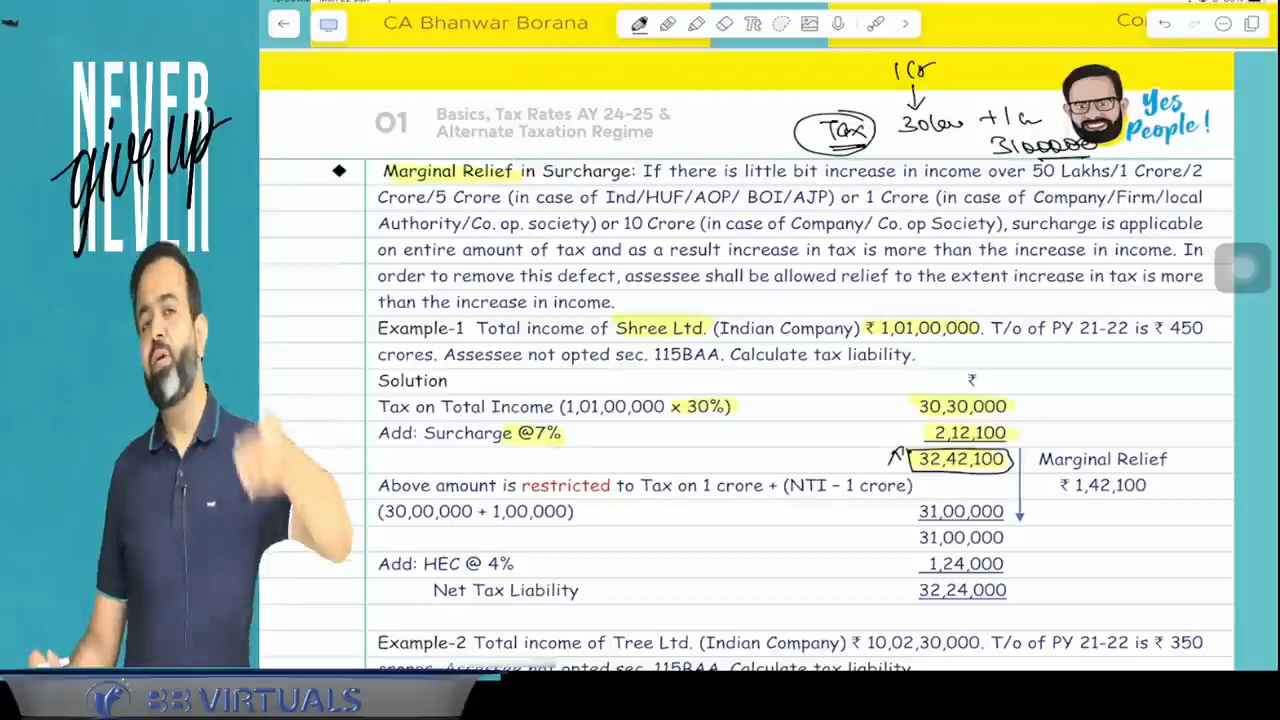 CA Bhanwar Borana
Co
NEVER
give up
NEVER
01
Basics, Tax Rates AY 24-25 &
Alternate Taxation Regime
1 Cr
Tax
30 lac + 1 L
3100000
Yes
People!
Marginal Relief in Surcharge: If there is little bit increase in income over 50 Lakhs/1 Crore/2
Crore/5 Crore (in case of Ind/HUF/AOP/ BOI/AJP) or 1 Crore (in case of Company/Firm/local
Authority/Co. op. society) or 10 Crore (in case of Company/ Co. op Society), surcharge is applicable
on entire amount of tax and as a result increase in tax is more than the increase in income. In
order to remove this defect, assessee shall be allowed relief to the extent increase in tax is more
than the increase in income.
Example-1 Total income of Shree Ltd. (Indian Company) ₹ 1,01,00,000. T/o of PY 21-22 is ₹ 450
crores. Assessee not opted sec. 115BAA. Calculate tax liability.
Solution ₹
Tax on Total Income (1,01,00,000 x 30%) 30,30,000
Add: Surcharge @7% 2,12,100
32,42,100 Marginal Relief
Above amount is restricted to Tax on 1 crore + (NTI – 1 crore) ₹ 1,42,100
(30,00,000 + 1,00,000) 31,00,000
31,00,000
Add: HEC @ 4% 1,24,000
Net Tax Liability 32,24,000
Example-2 Total income of Tree Ltd. (Indian Company) ₹ 10,02,30,000. T/o of PY 21-22 is ₹ 350
crores. Assessee not opted sec. 115BAA. Calculate tax liability.
BB VIRTUALS